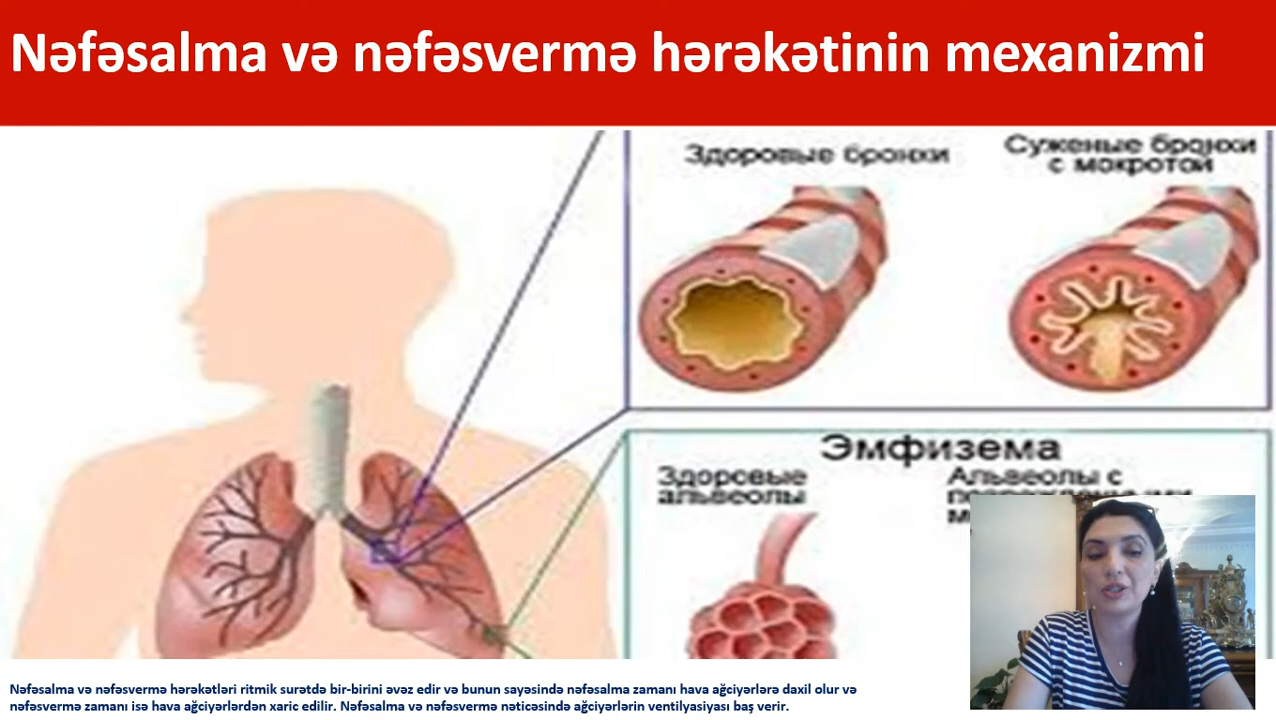 Nəfəsalma və nəfəsvermə hərəkətinin mexanizmi
Здоровые бронхи
Суженые бронхи
с мокротой
Эмфизема
Здоровые
альвеолы
Альвеолы с
Nəfəsalma və nəfəsvermə hərəkətləri ritmik surətdə bir-birini əvəz edir və bunun sayəsində nəfəsalma zamanı hava ağciyərlərə daxil olur və
nəfəsvermə zamanı isə hava ağciyərlərdən xaric edilir. Nəfəsalma və nəfəsvermə nəticəsində ağciyərlərin ventilyasiyası baş verir.